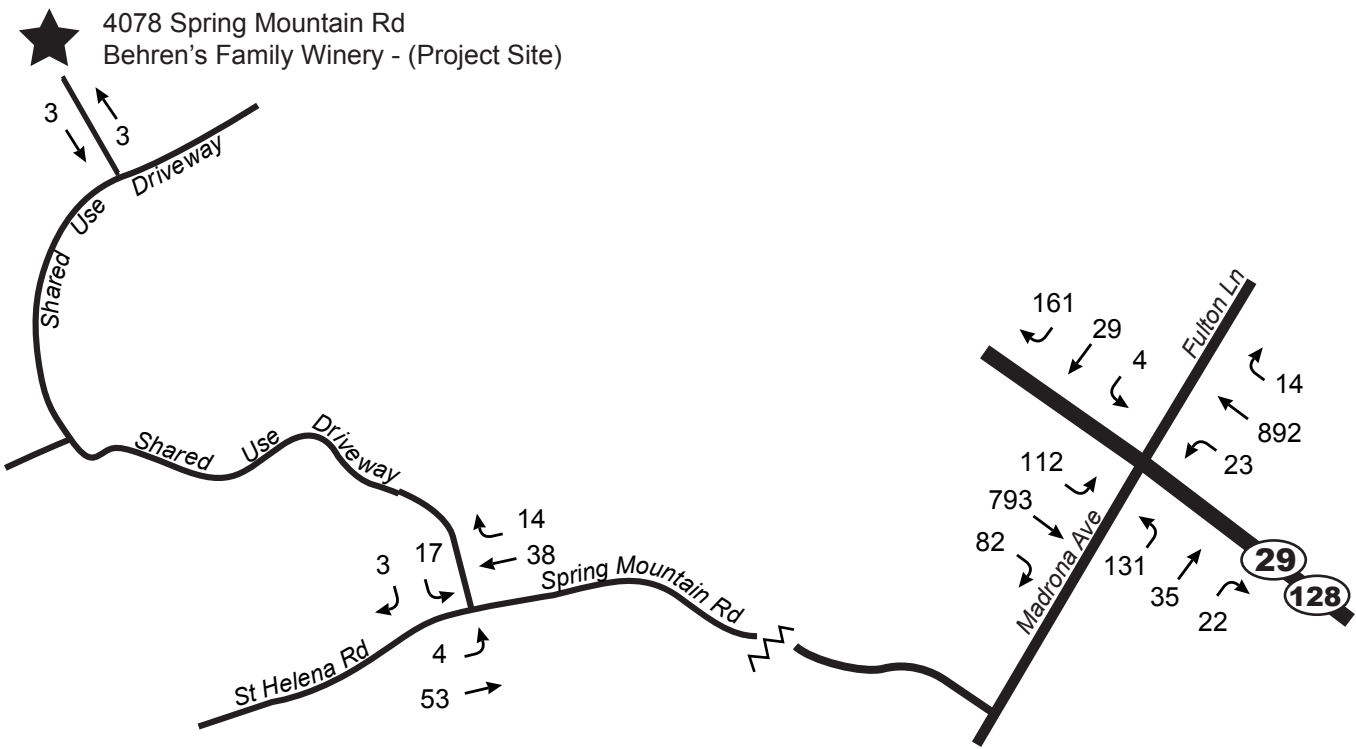 4078 Spring Mountain Rd
Behren's Family Winery - (Project Site)
3
3
Shared Use Driveway
161
29
4
Fulton Ln
14
892
23
112
793
82
Madrona Ave
131
35
22
29
128
Shared Use Driveway
14
38
3
17
Spring Mountain Rd
4
53
St Helena Rd